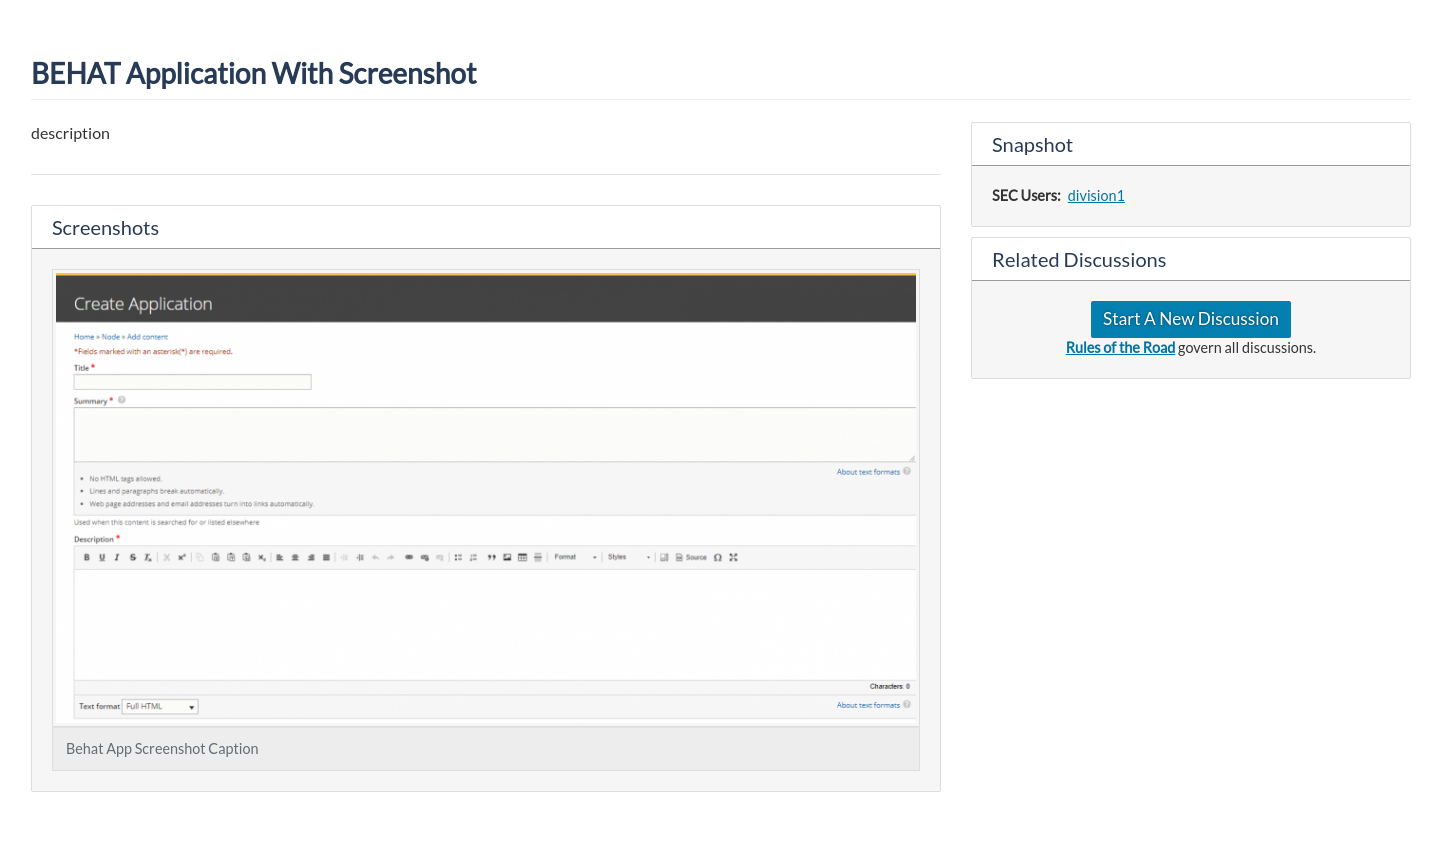 BEHAT Application With Screenshot
description
Screenshots
Create Application
Home » Node » Add content
*Fields marked with an asterisk(*) are required.
Title *
Summary *
About text formats
No HTML tags allowed.
Lines and paragraphs break automatically.
Web page addresses and email addresses turn into links automatically.
Used when this content is searched for or listed elsewhere
Description *
B U I S Format Styles Source Ω
Characters: 0
Text format Full HTML About text formats
Behat App Screenshot Caption
Snapshot
SEC Users: division1
Related Discussions
Start A New Discussion
Rules of the Road govern all discussions.